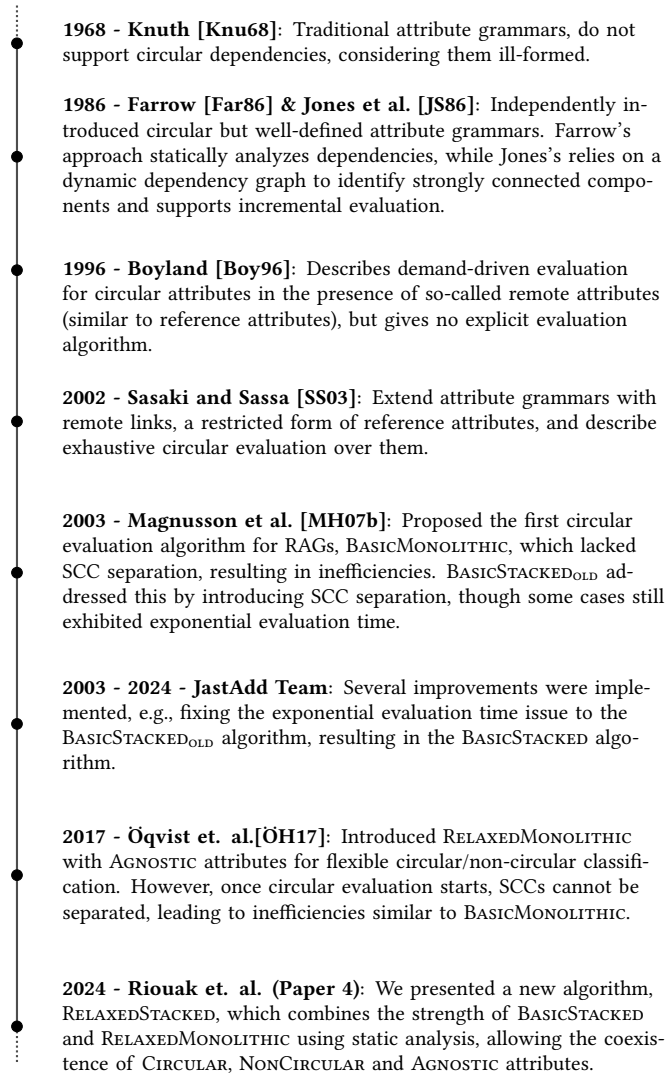 1968 - Knuth [Knu68]: Traditional attribute grammars, do not
support circular dependencies, considering them ill-formed.
1986 - Farrow [Far86] & Jones et al. [JS86]: Independently in-
troduced circular but well-defined attribute grammars. Farrow's
approach statically analyzes dependencies, while Jones's relies on a
dynamic dependency graph to identify strongly connected compo-
nents and supports incremental evaluation.
1996 - Boyland [Boy96]: Describes demand-driven evaluation
for circular attributes in the presence of so-called remote attributes
(similar to reference attributes), but gives no explicit evaluation
algorithm.
2002 - Sasaki and Sassa [SS03]: Extend attribute grammars with
remote links, a restricted form of reference attributes, and describe
exhaustive circular evaluation over them.
2003 - Magnusson et al. [MH07b]: Proposed the first circular
evaluation algorithm for RAGs, BasicMonolithic, which lacked
SCC separation, resulting in inefficiencies. BasicStackedOLD ad-
dressed this by introducing SCC separation, though some cases still
exhibited exponential evaluation time.
2003 - 2024 - JastAdd Team: Several improvements were imple-
mented, e.g., fixing the exponential evaluation time issue to the
BasicStackedOLD algorithm, resulting in the BasicStacked algo-
rithm.
2017 - Öqvist et. al.[ÖH17]: Introduced RelaxedMonolithic
with Agnostic attributes for flexible circular/non-circular classifi-
cation. However, once circular evaluation starts, SCCs cannot be
separated, leading to inefficiencies similar to BasicMonolithic.
2024 - Riouak et. al. (Paper 4): We presented a new algorithm,
RelaxedStacked, which combines the strength of BasicStacked
and RelaxedMonolithic using static analysis, allowing the coexis-
tence of Circular, NonCircular and Agnostic attributes.